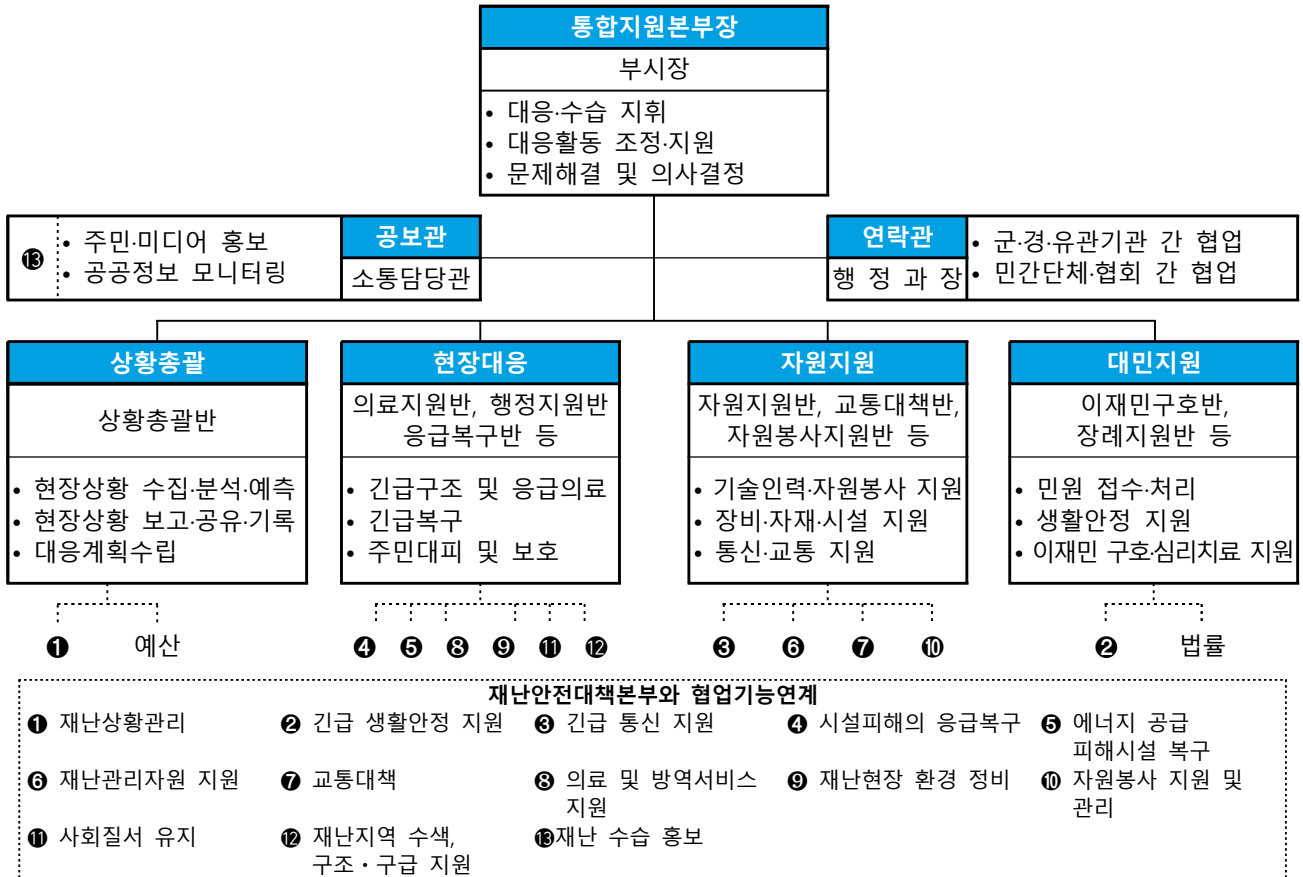 통합지원본부장
부시장
• 대응·수습 지휘
• 대응활동 조정·지원
• 문제해결 및 의사결정
⓭
• 주민·미디어 홍보
• 공공정보 모니터링
공보관
소통담당관
연락관
행 정 과 장
• 군·경·유관기관 간 협업
• 민간단체·협회 간 협업
상황총괄
상황총괄반
• 현장상황 수집·분석·예측
• 현장상황 보고·공유·기록
• 대응계획수립
❶ 예산
현장대응
의료지원반, 행정지원반
응급복구반 등
• 긴급구조 및 응급의료
• 긴급복구
• 주민대피 및 보호
❹ ❺ ❽ ❾ ⓫ ⓬
자원지원
자원지원반, 교통대책반,
자원봉사지원반 등
• 기술인력·자원봉사 지원
• 장비·자재·시설 지원
• 통신·교통 지원
❸ ❻ ❼ ❿
대민지원
이재민구호반,
장례지원반 등
• 민원 접수·처리
• 생활안정 지원
• 이재민 구호·심리치료 지원
❷ 법률
재난안전대책본부와 협업기능연계
❶ 재난상황관리
❷ 긴급 생활안정 지원
❸ 긴급 통신 지원
❹ 시설피해의 응급복구
❺ 에너지 공급
피해시설 복구
❻ 재난관리자원 지원
❼ 교통대책
❽ 의료 및 방역서비스
지원
❾ 재난현장 환경 정비
❿ 자원봉사 지원 및
관리
⓫ 사회질서 유지
⓬ 재난지역 수색,
구조・구급 지원
⓭재난 수습 홍보